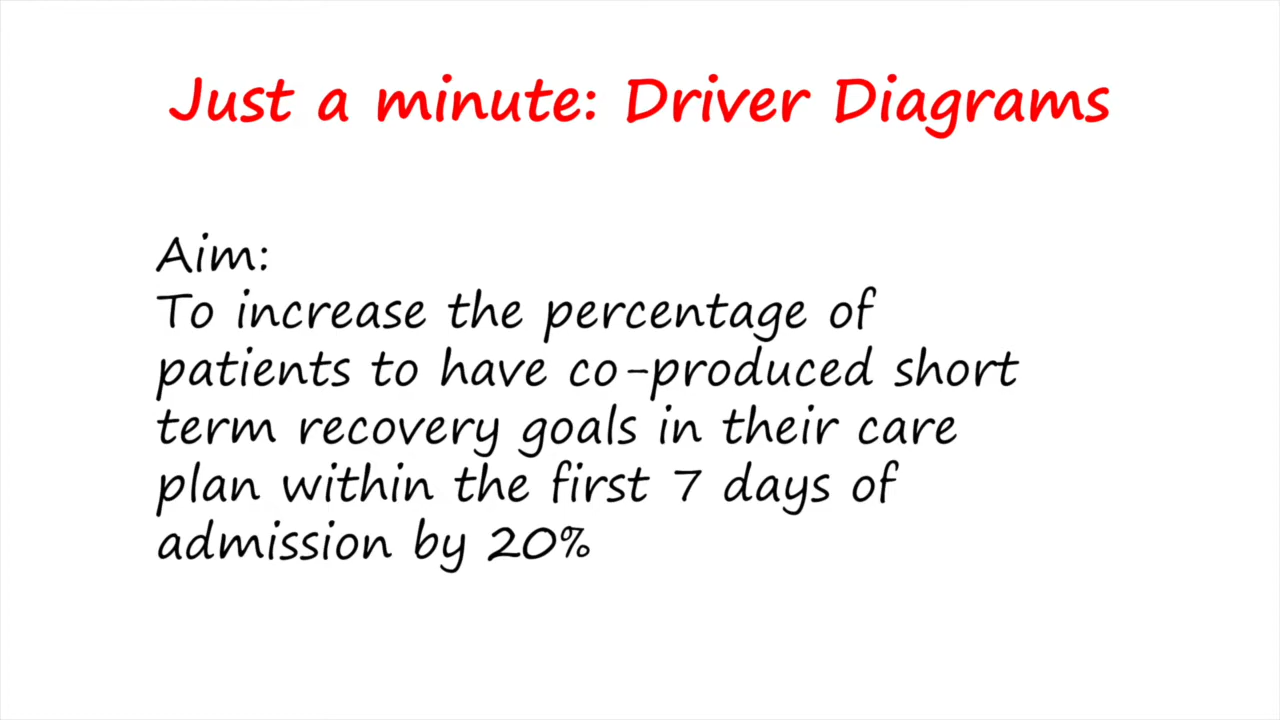 Just a minute: Driver Diagrams
Aim:
To increase the percentage of
patients to have co-produced short
term recovery goals in their care
plan within the first 7 days of
admission by 20%